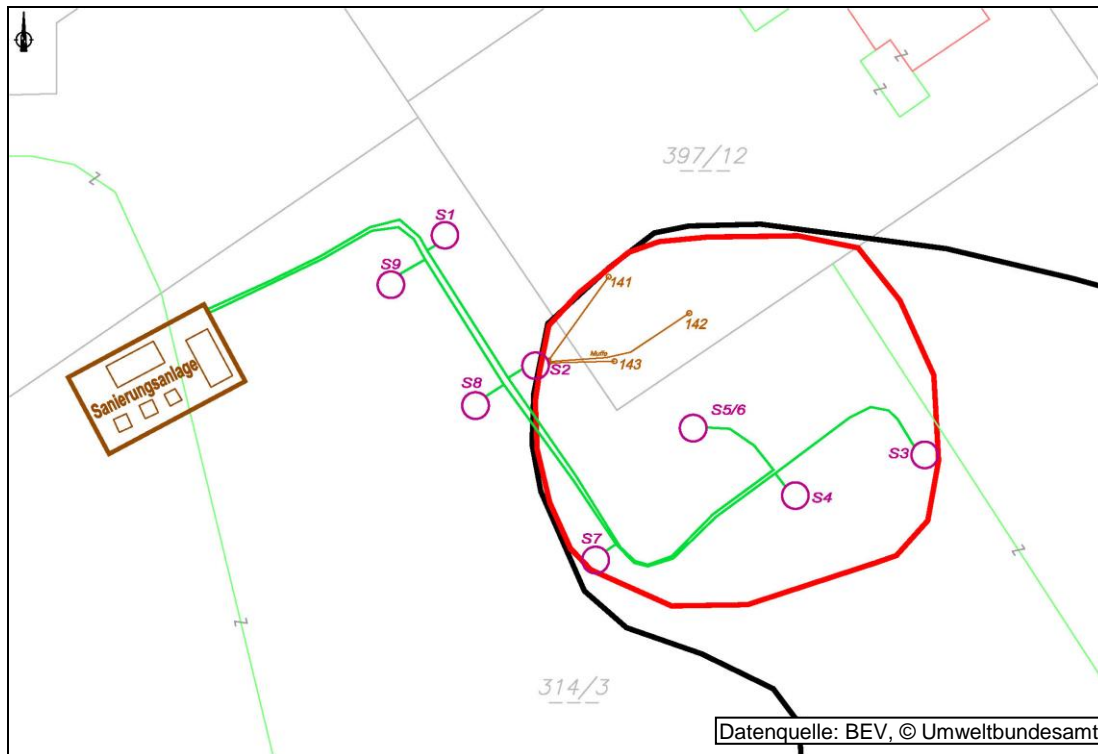 397/12
S1
S9
141
142
Muffe
143
S2
S8
Sanierungsanlage
S5/6
S3
S4
S7
314/3
Datenquelle: BEV, © Umweltbundesamt